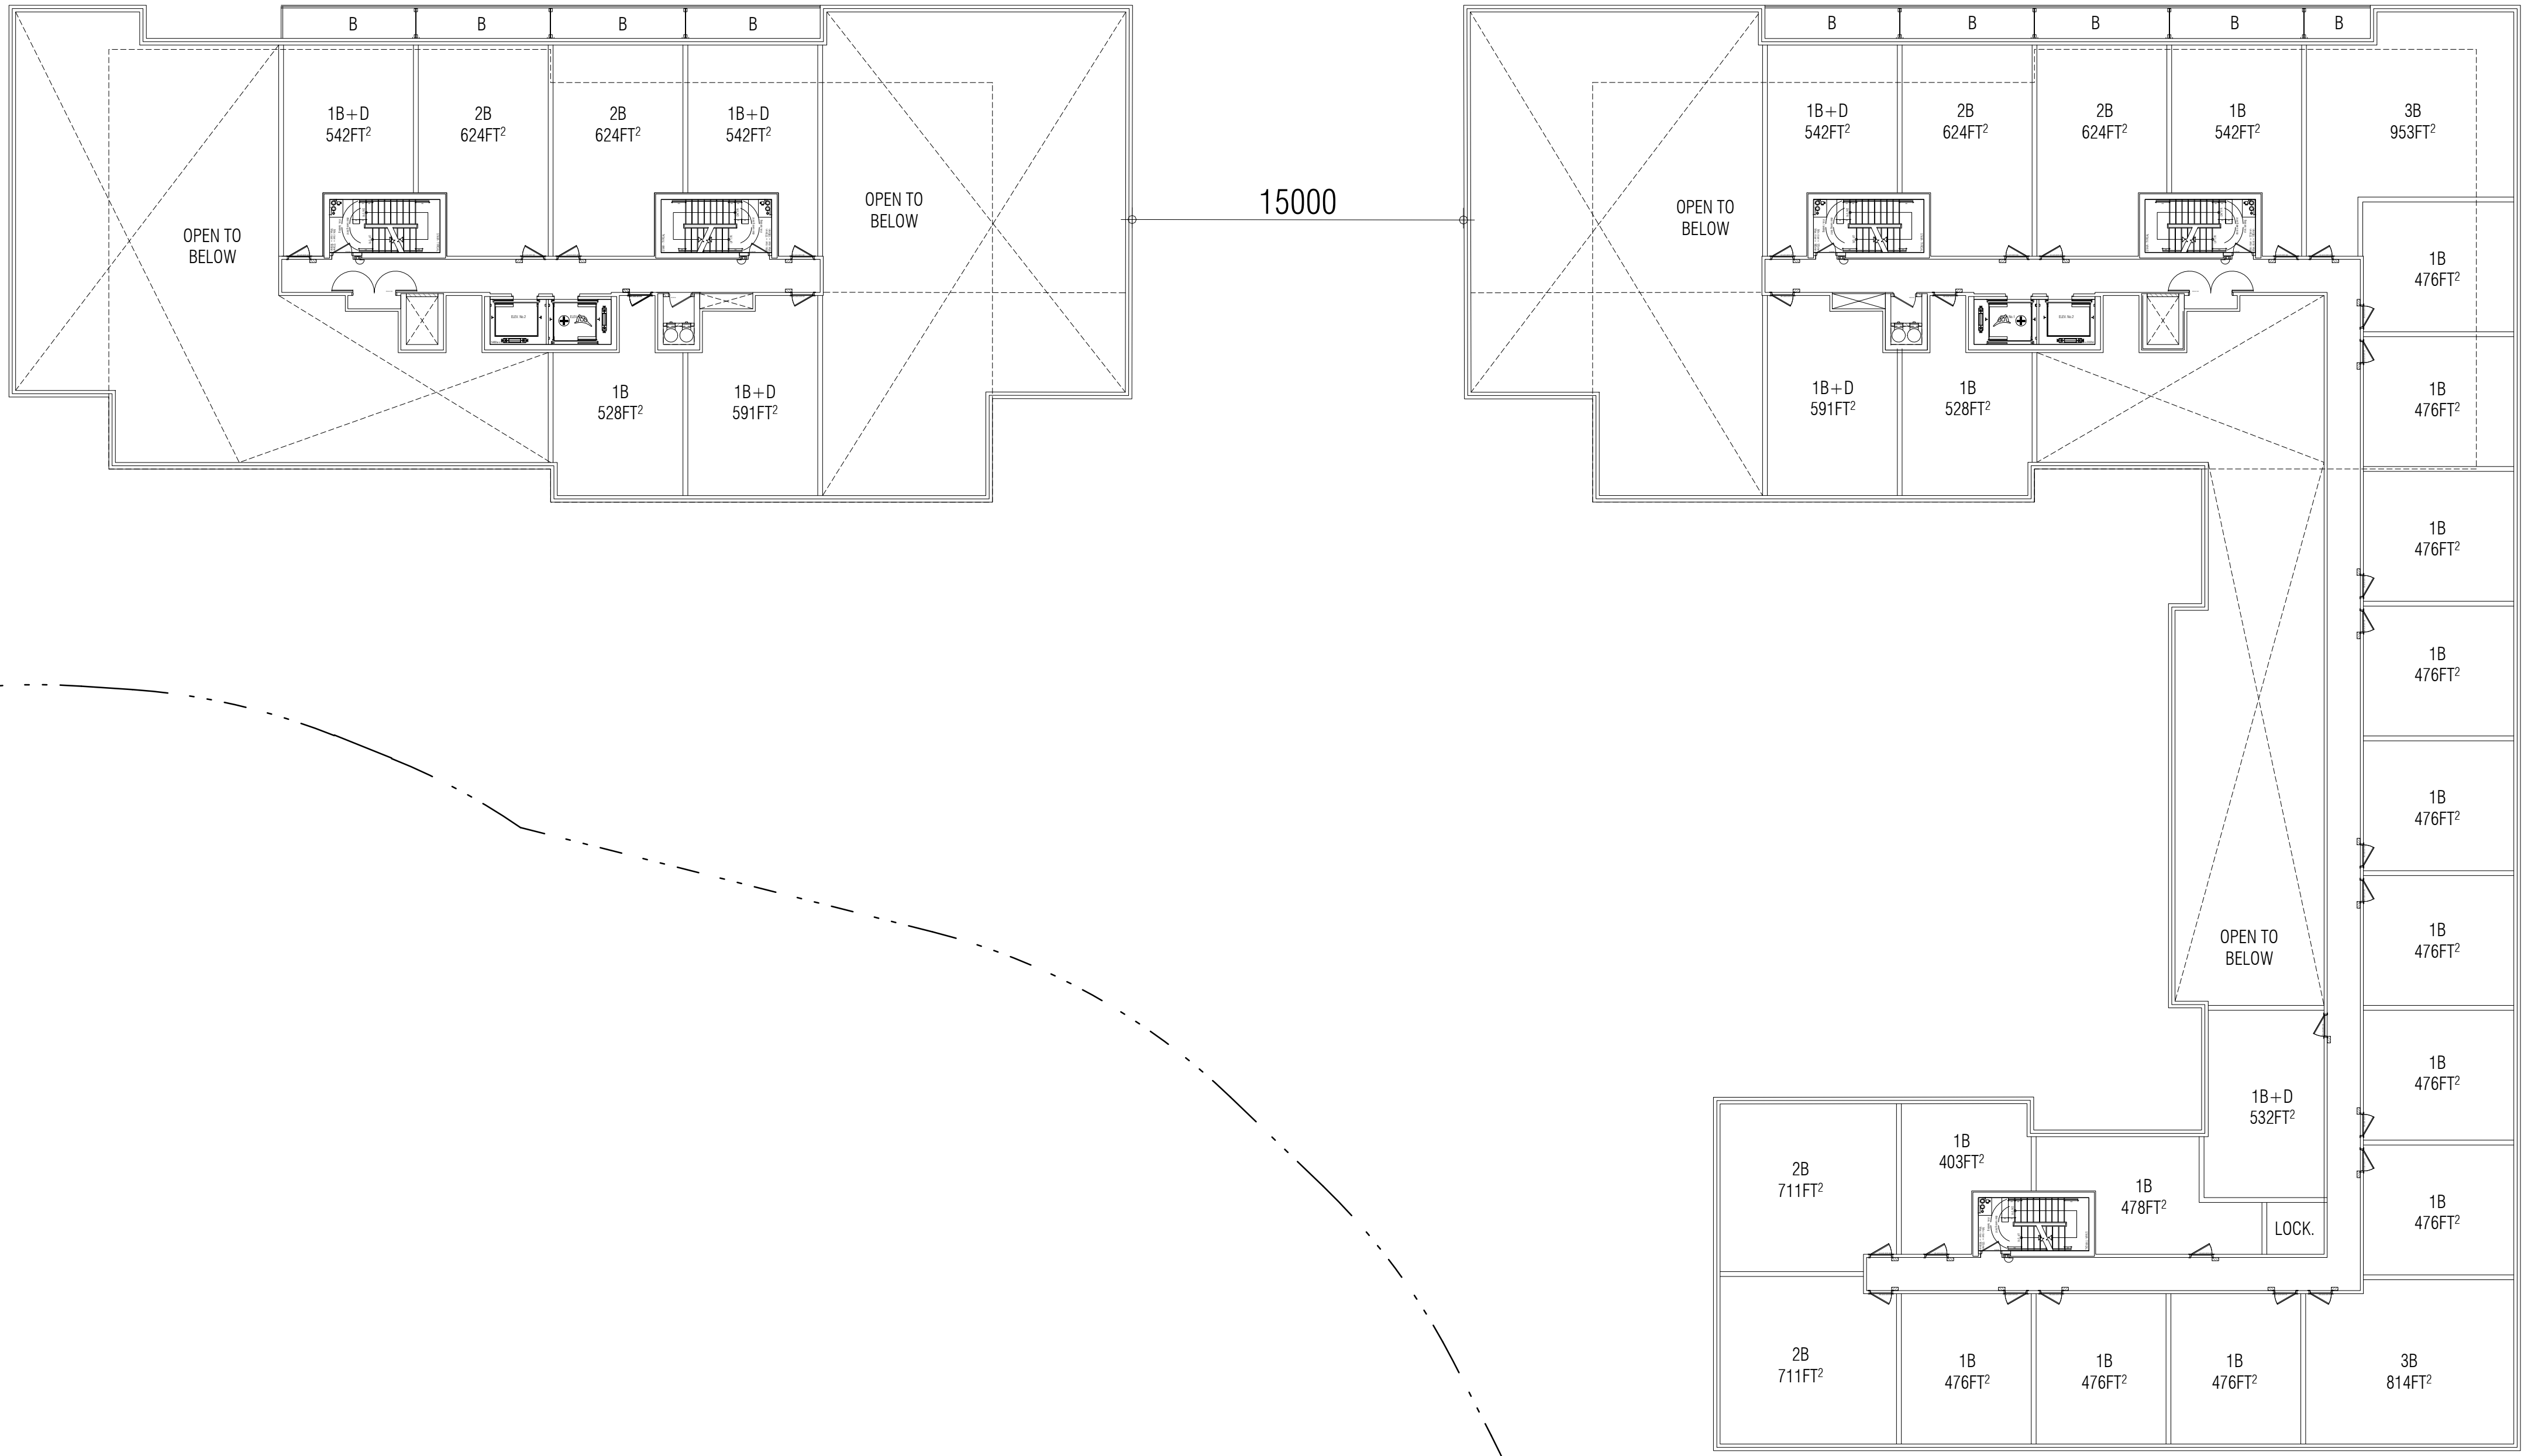 B B B B
B B B B B
1B+D
542FT²
2B
624FT²
2B
624FT²
1B+D
542FT²
OPEN TO
BELOW
OPEN TO
BELOW
1B
528FT²
1B+D
591FT²
15000
1B+D
542FT²
2B
624FT²
2B
624FT²
1B
542FT²
3B
953FT²
OPEN TO
BELOW
1B+D
591FT²
1B
528FT²
1B
476FT²
1B
476FT²
1B
476FT²
1B
476FT²
1B
476FT²
1B
476FT²
1B
476FT²
1B
476FT²
OPEN TO
BELOW
1B+D
532FT²
2B
711FT²
1B
403FT²
1B
478FT²
LOCK.
2B
711FT²
1B
476FT²
1B
476FT²
1B
476FT²
3B
814FT²